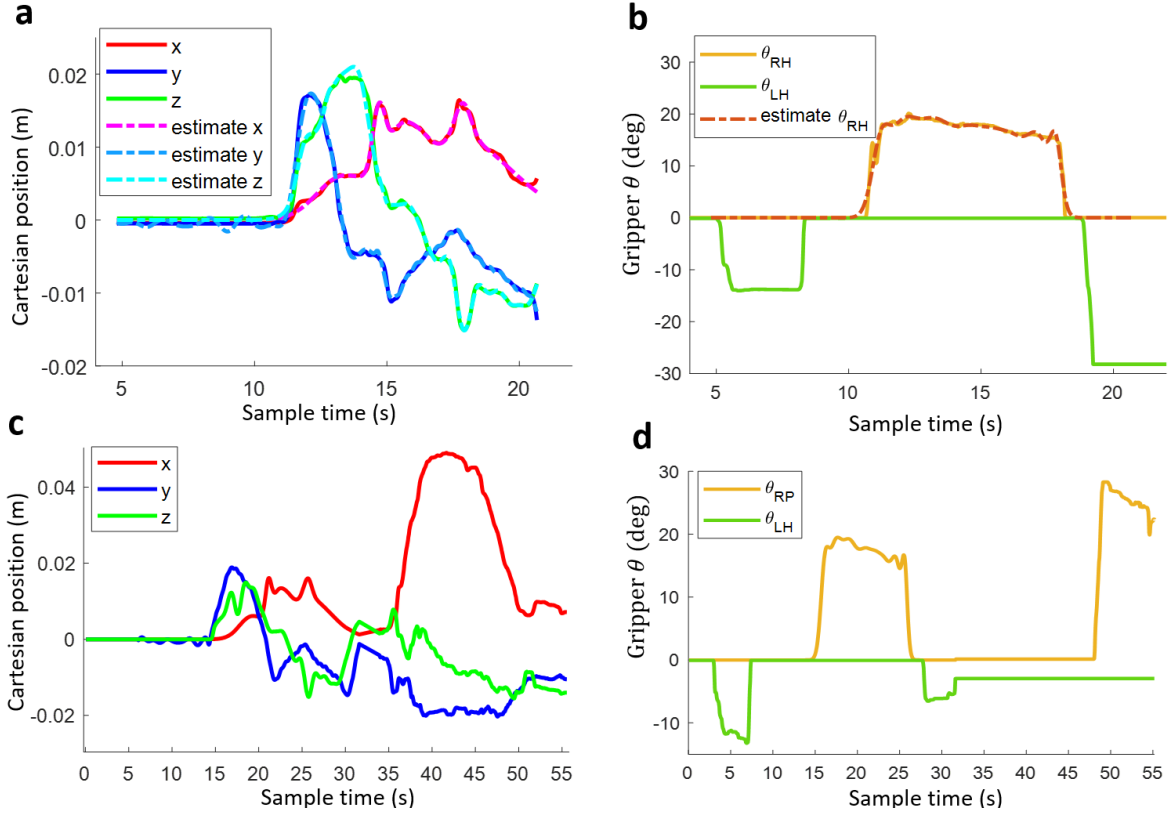 a
Cartesian position (m)
x
y
z
estimate x
estimate y
estimate z
0.02
0.01
0
-0.01
-0.02
5 10 15 20
Sample time (s)
b
Gripper θ (deg)
θRH
θLH
estimate θRH
30
20
10
0
-10
-20
-30
5 10 15 20
Sample time (s)
c
Cartesian position (m)
x
y
z
0.04
0.02
0
-0.02
0 5 10 15 20 25 30 35 40 45 50 55
Sample time (s)
d
Gripper θ (deg)
θRP
θLH
30
20
10
0
-10
0 5 10 15 20 25 30 35 40 45 50 55
Sample time (s)